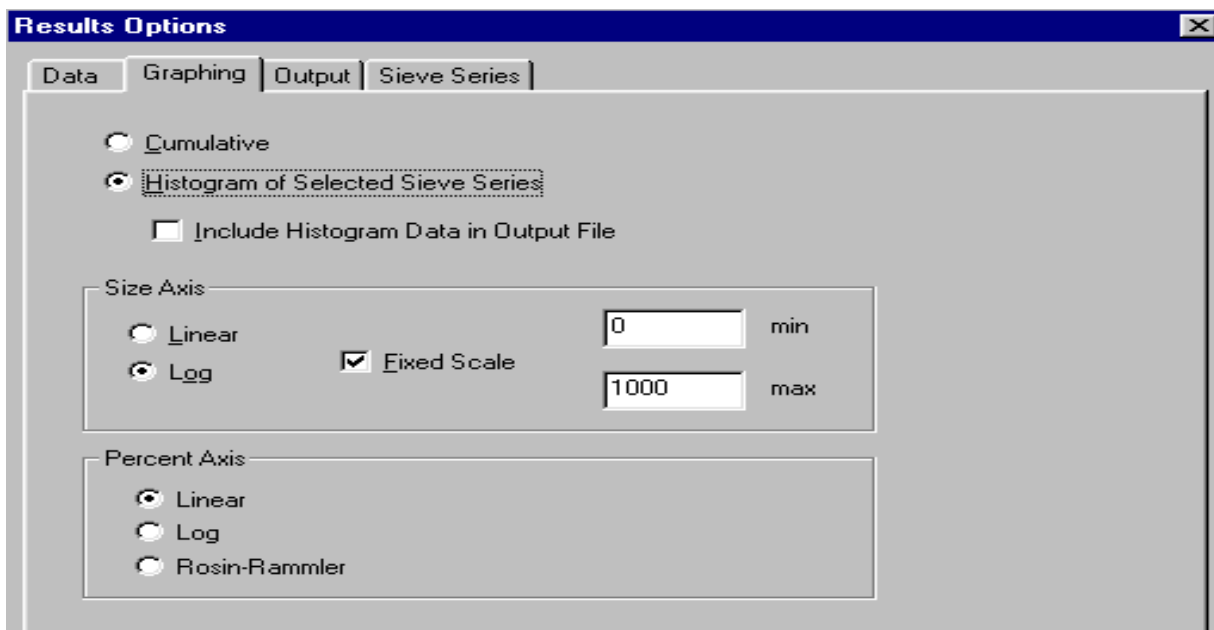 Results Options
Data Graphing Output Sieve Series
Cumulative
Histogram of Selected Sieve Series
Include Histogram Data in Output File
Size Axis
Linear
Log
Fixed Scale
0 min
1000 max
Percent Axis
Linear
Log
Rosin-Rammler